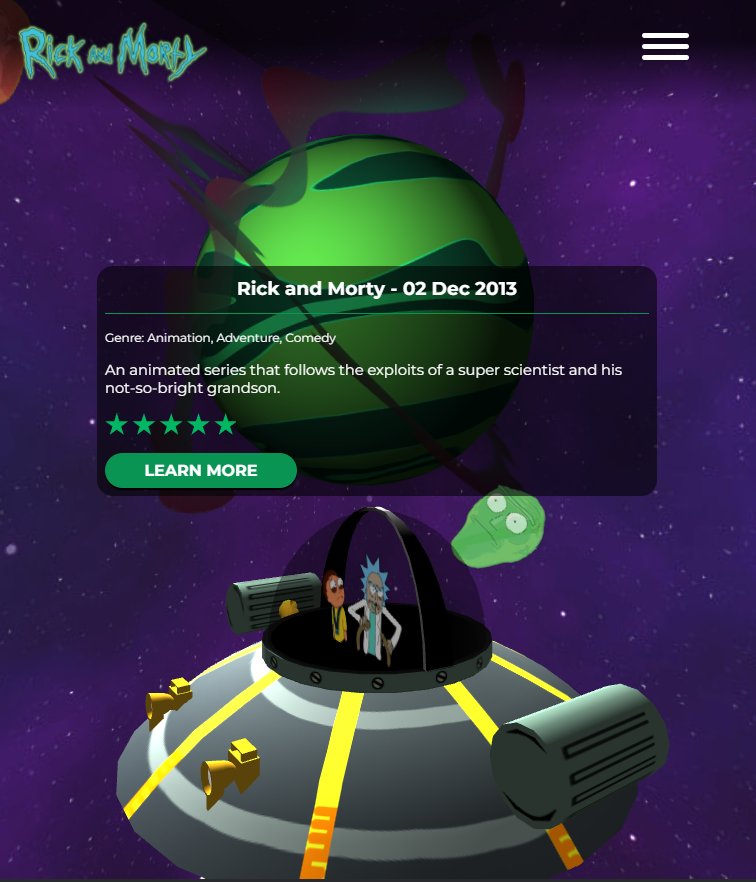 Rick and Morty
Rick and Morty - 02 Dec 2013
Genre: Animation, Adventure, Comedy
An animated series that follows the exploits of a super scientist and his
not-so-bright grandson.
LEARN MORE